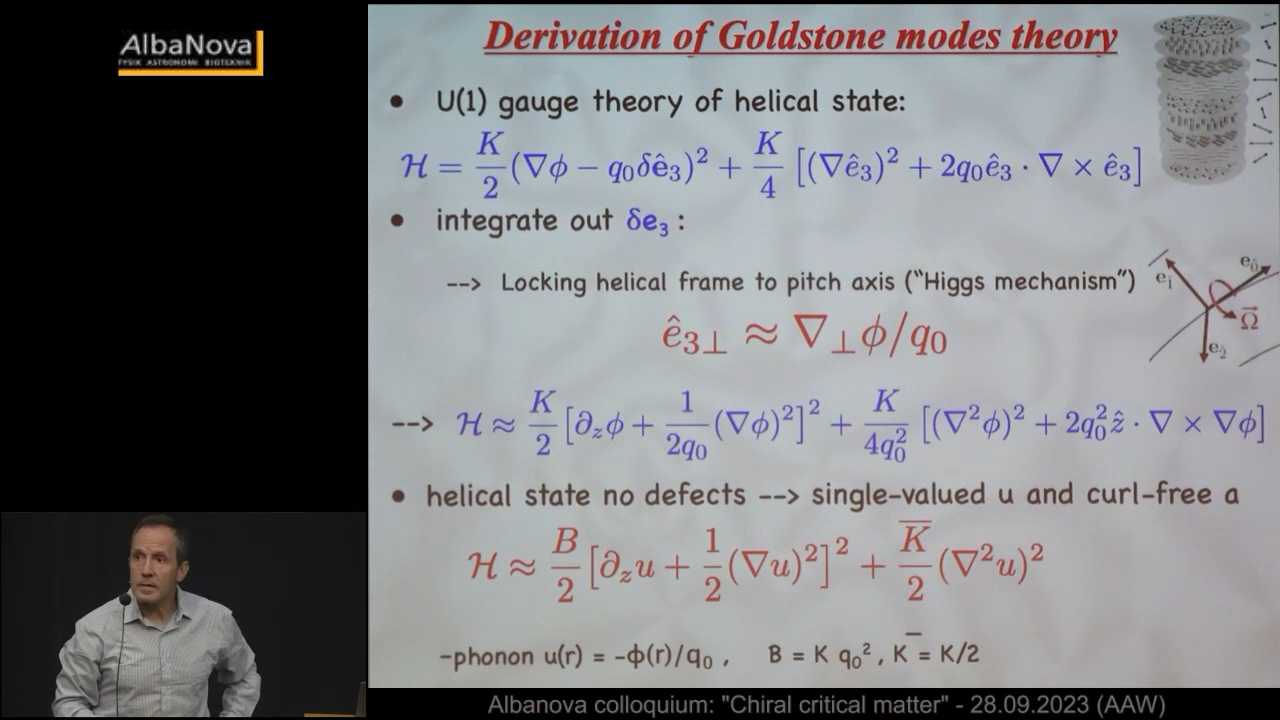 AlbaNova
FYSIK ASTRONOMI BIOTEKNIK
Derivation of Goldstone modes theory
• U(1) gauge theory of helical state:
ℋ = K/2 (∇ϕ − q₀δê₃)² + K/4 [(∇ê₃)² + 2q₀ê₃ · ∇ × ê₃]
• integrate out δe₃ :
--> Locking helical frame to pitch axis (“Higgs mechanism”)
ê₃⊥ ≈ ∇⊥ϕ/q₀
e₁̂ e₀̂
Ω⃗
e₂̂
--> ℋ ≈ K/2 [∂zϕ + 1/2q₀ (∇ϕ)²]² + K/4q₀² [(∇²ϕ)² + 2q₀²ẑ · ∇ × ∇ϕ]
• helical state no defects --> single-valued u and curl-free a
ℋ ≈ B/2 [∂zu + 1/2 (∇u)²]² + K̅/2 (∇²u)²
-phonon u(r) = -ϕ(r)/q₀ , B = K q₀² , K̅ = K/2
Albanova colloquium: "Chiral critical matter" - 28.09.2023 (AAW)